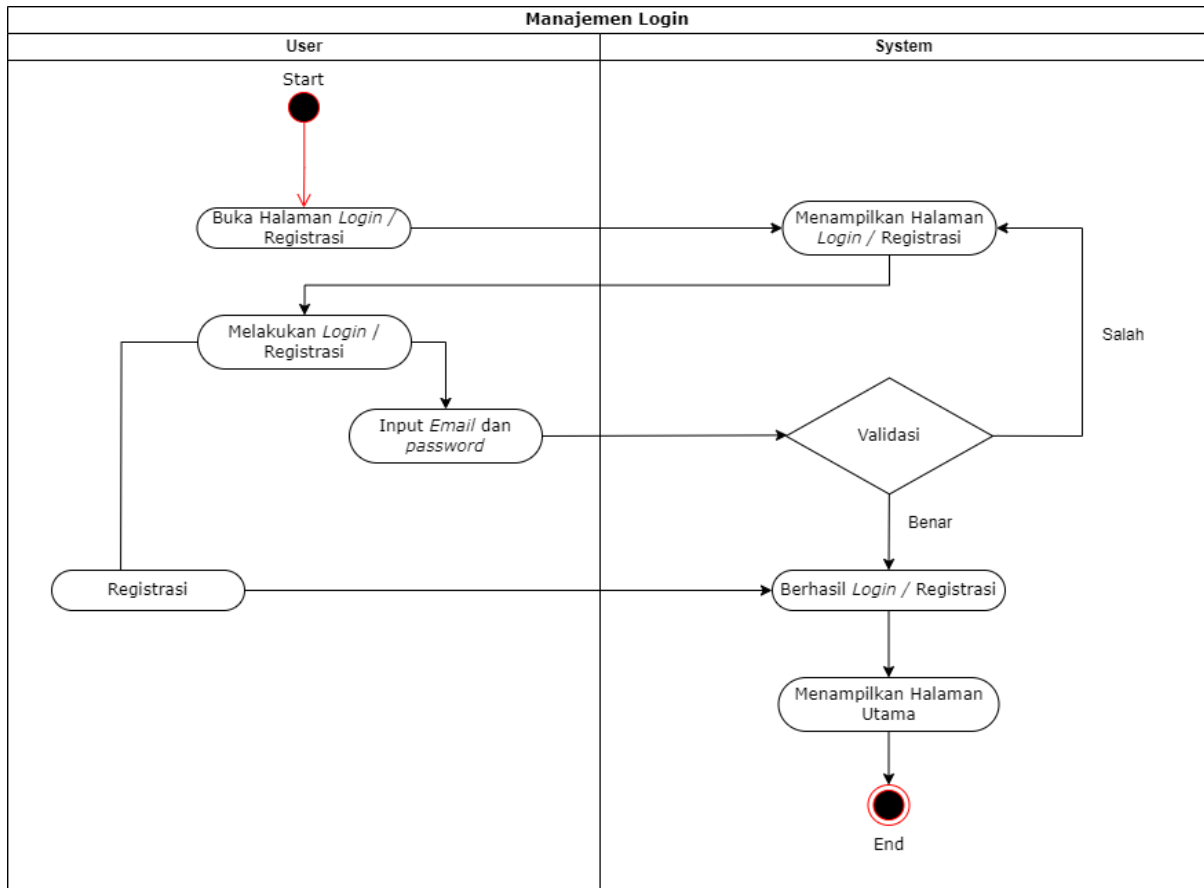 Manajemen Login
User
System
Start
Buka Halaman Login /
Registrasi
Menampilkan Halaman
Login / Registrasi
Melakukan Login /
Registrasi
Salah
Input Email dan
password
Validasi
Benar
Registrasi
Berhasil Login / Registrasi
Menampilkan Halaman
Utama
End